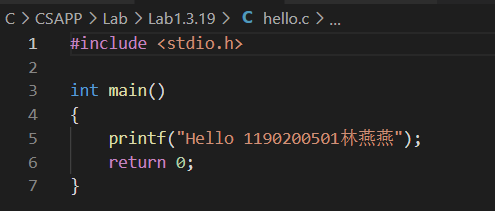 C > CSAPP > Lab > Lab1.3.19 > C hello.c > ...
1 #include <stdio.h>
2
3 int main()
4 {
5 printf("Hello 1190200501林燕燕");
6 return 0;
7 }